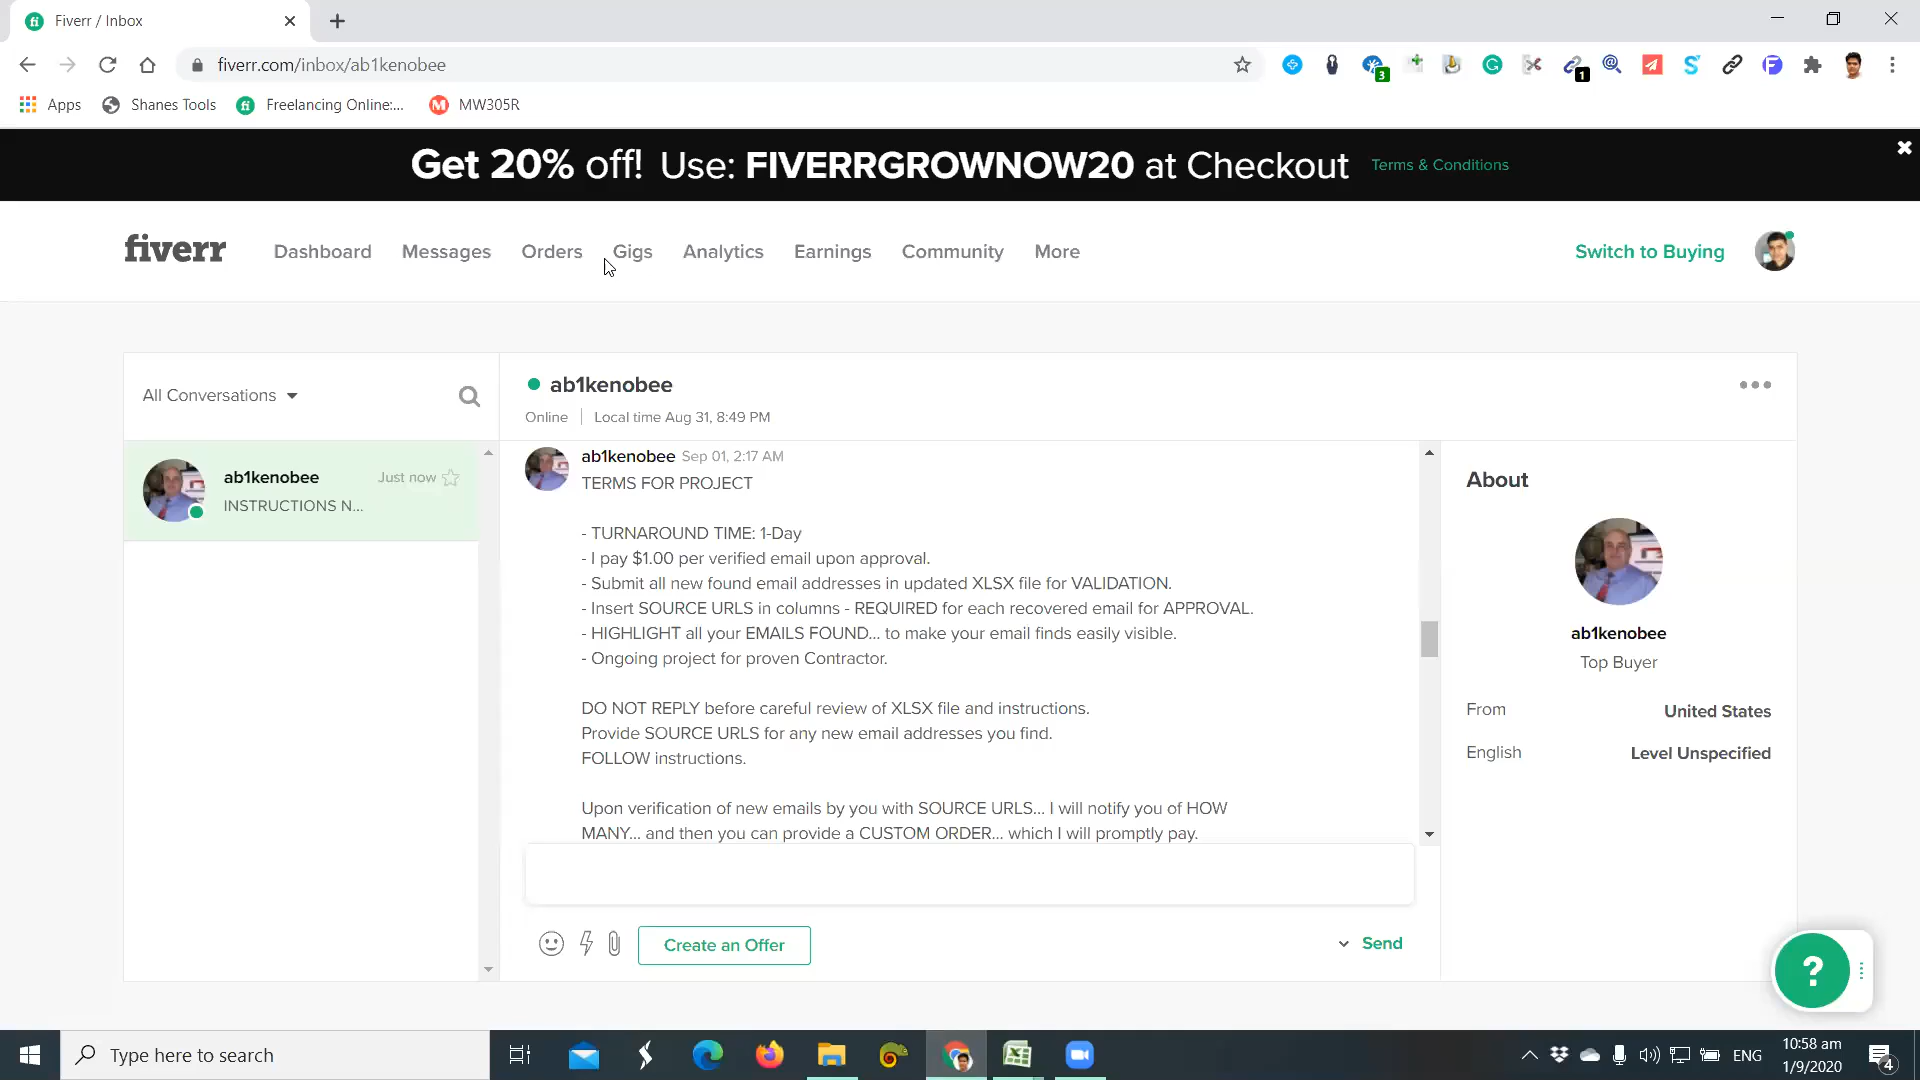 Fiverr / Inbox
fiverr.com/inbox/ab1kenobee
3
1
Apps
Shanes Tools
Freelancing Online:...
MW305R
Get 20% off! Use: FIVERRGROWNOW20 at Checkout Terms & Conditions
fiverr
Dashboard
Messages
Orders
Gigs
Analytics
Earnings
Community
More
Switch to Buying
All Conversations
ab1kenobee
Just now
INSTRUCTIONS N...
ab1kenobee
Online | Local time Aug 31, 8:49 PM
ab1kenobee Sep 01, 2:17 AM
TERMS FOR PROJECT
- TURNAROUND TIME: 1-Day
- I pay $1.00 per verified email upon approval.
- Submit all new found email addresses in updated XLSX file for VALIDATION.
- Insert SOURCE URLS in columns - REQUIRED for each recovered email for APPROVAL.
- HIGHLIGHT all your EMAILS FOUND... to make your email finds easily visible.
- Ongoing project for proven Contractor.
DO NOT REPLY before careful review of XLSX file and instructions.
Provide SOURCE URLS for any new email addresses you find.
FOLLOW instructions.
Upon verification of new emails by you with SOURCE URLS... I will notify you of HOW
MANY... and then you can provide a CUSTOM ORDER... which I will promptly pay.
Create an Offer
Send
About
ab1kenobee
Top Buyer
From United States
English Level Unspecified
?
Type here to search
ENG
10:58 am
1/9/2020
4